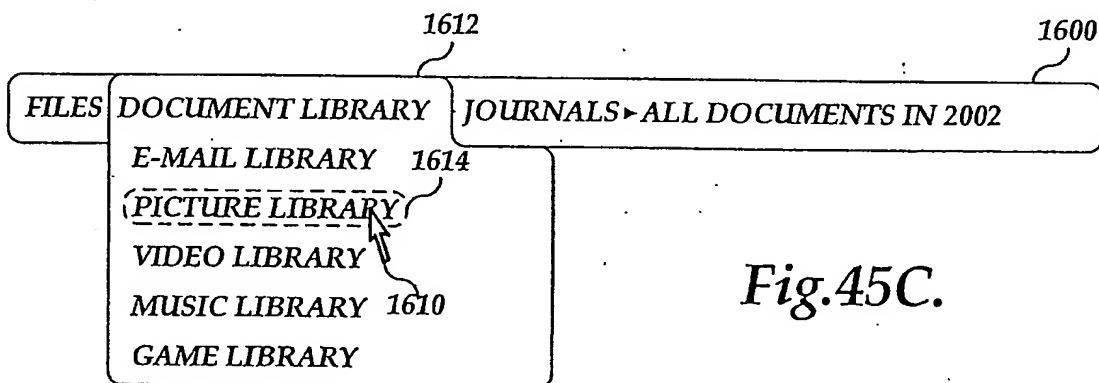 1612
1600
FILES DOCUMENT LIBRARY JOURNALS▸ALL DOCUMENTS IN 2002
E-MAIL LIBRARY
1614
PICTURE LIBRARY
VIDEO LIBRARY
MUSIC LIBRARY
1610
GAME LIBRARY
Fig.45C.